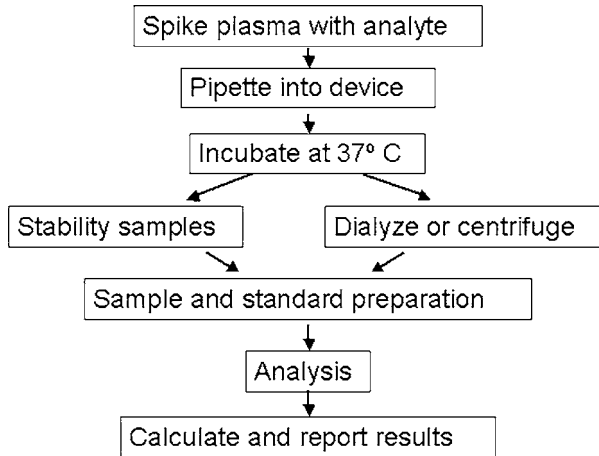 Spike plasma with analyte
Pipette into device
Incubate at 37º C
Stability samples
Dialyze or centrifuge
Sample and standard preparation
Analysis
Calculate and report results